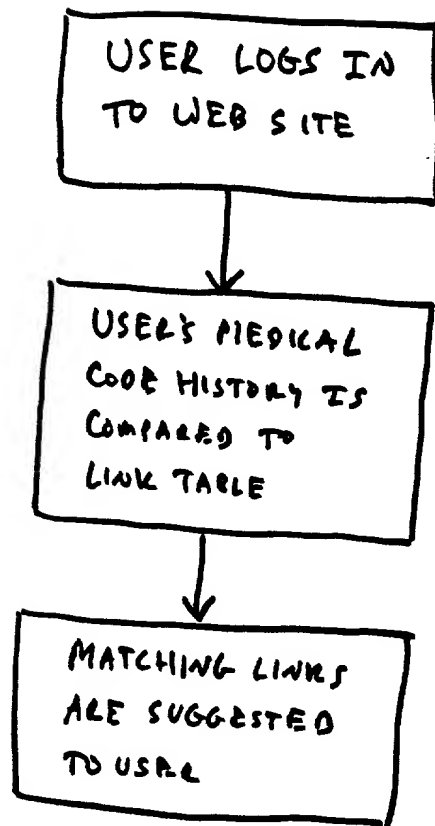 USER LOGS IN
TO WEB SITE
USER'S MEDICAL
CODE HISTORY IS
COMPARED TO
LINK TABLE
MATCHING LINKS
ARE SUGGESTED
TO USER